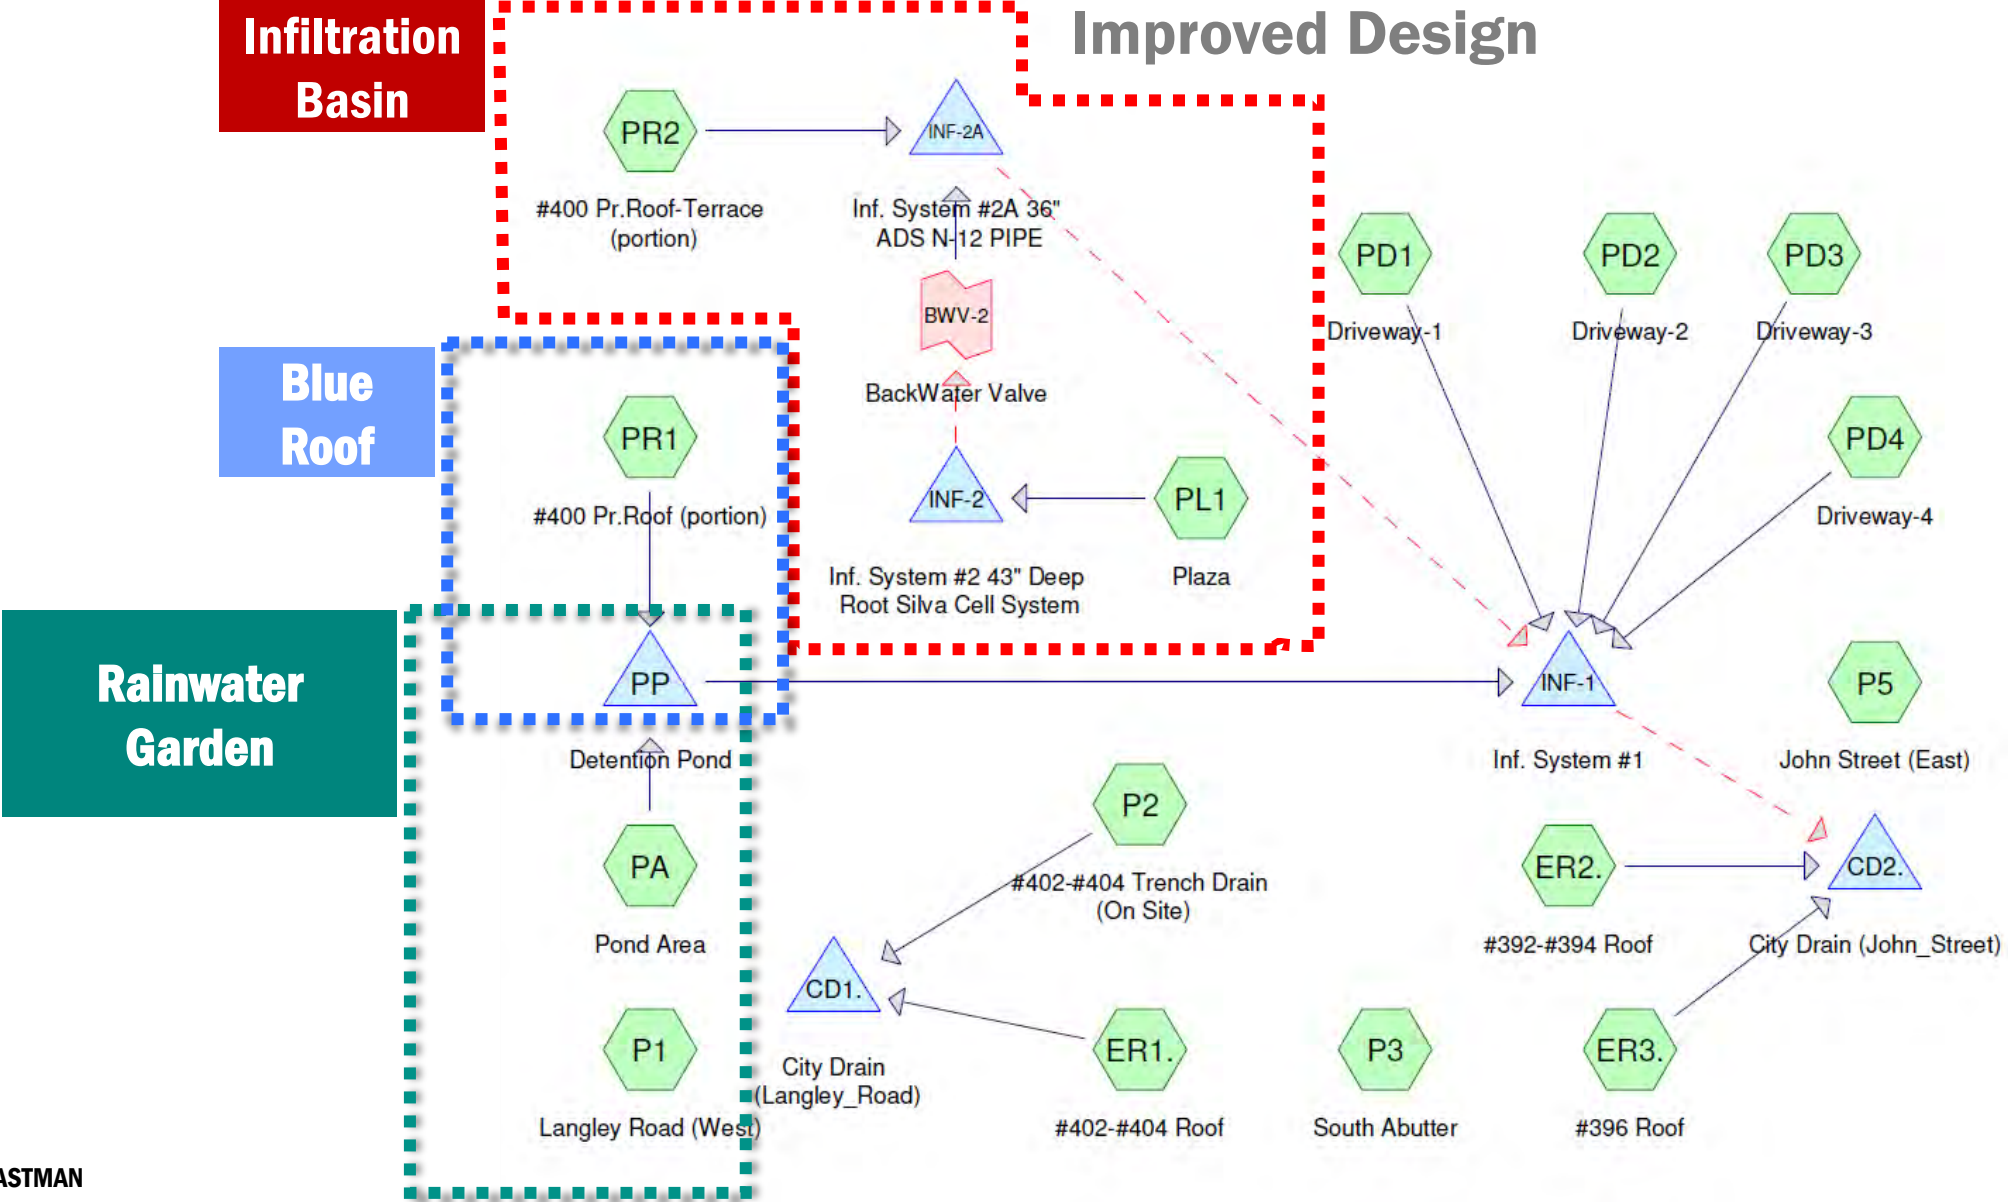 Infiltration
Basin
Improved Design
PR2
INF-2A
#400 Pr.Roof-Terrace
(portion)
Inf. System #2A 36"
ADS N-12 PIPE
PD1
PD2
PD3
BWV-2
Driveway-1
Driveway-2
Driveway-3
Blue
Roof
BackWater Valve
PR1
PD4
INF-2
PL1
#400 Pr.Roof (portion)
Driveway-4
Inf. System #2 43" Deep
Root Silva Cell System
Plaza
Rainwater
Garden
PP
INF-1
P5
Detention Pond
Inf. System #1
John Street (East)
P2
PA
ER2.
CD2.
#402-#404 Trench Drain
(On Site)
Pond Area
#392-#394 Roof
City Drain (John_Street)
CD1.
P1
ER1.
P3
ER3.
City Drain
(Langley_Road)
Langley Road (West)
#402-#404 Roof
South Abutter
#396 Roof
ASTMAN